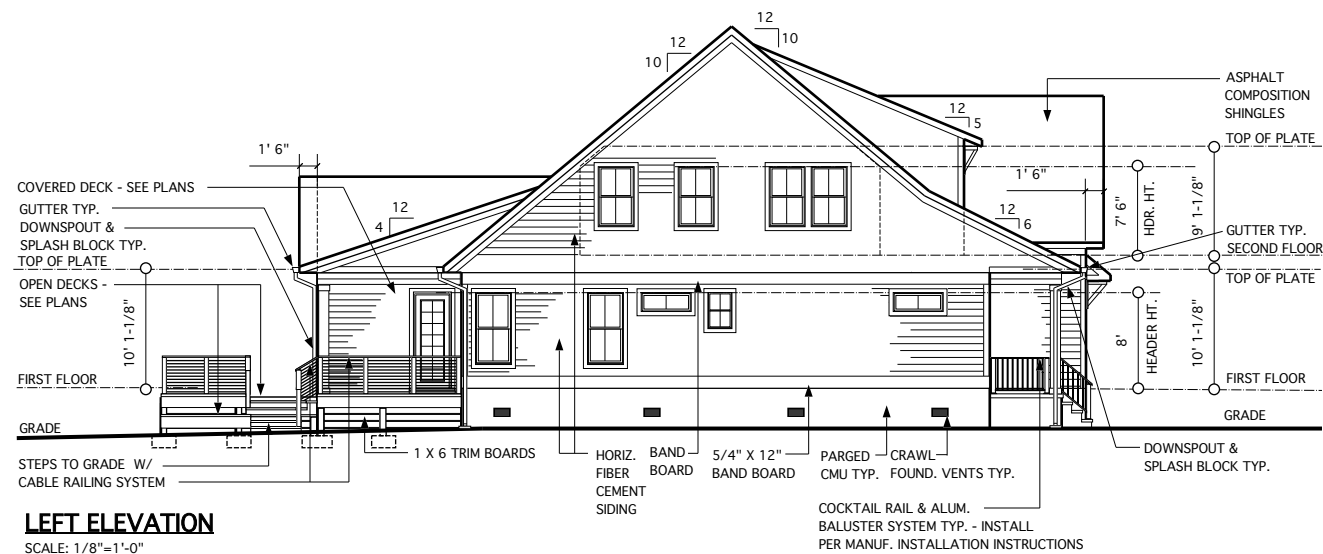 12
10
12
10
12
5
ASPHALT
COMPOSITION
SHINGLES
TOP OF PLATE
1' 6"
1' 6"
7' 6"
HDR. HT.
9' 1-1/8"
COVERED DECK - SEE PLANS
GUTTER TYP.
DOWNSPOUT &
SPLASH BLOCK TYP.
TOP OF PLATE
12
4
12
6
GUTTER TYP.
SECOND FLOOR
TOP OF PLATE
OPEN DECKS -
SEE PLANS
10' 1-1/8"
8'
HEADER HT.
10' 1-1/8"
FIRST FLOOR
FIRST FLOOR
GRADE
GRADE
STEPS TO GRADE W/
CABLE RAILING SYSTEM
1 X 6 TRIM BOARDS
HORIZ.
FIBER
CEMENT
SIDING
BAND
BOARD
5/4" X 12"
BAND BOARD
PARGED
CMU TYP.
CRAWL
FOUND. VENTS TYP.
DOWNSPOUT &
SPLASH BLOCK TYP.
COCKTAIL RAIL & ALUM.
BALUSTER SYSTEM TYP. - INSTALL
PER MANUF. INSTALLATION INSTRUCTIONS
LEFT ELEVATION
SCALE: 1/8"=1'-0"